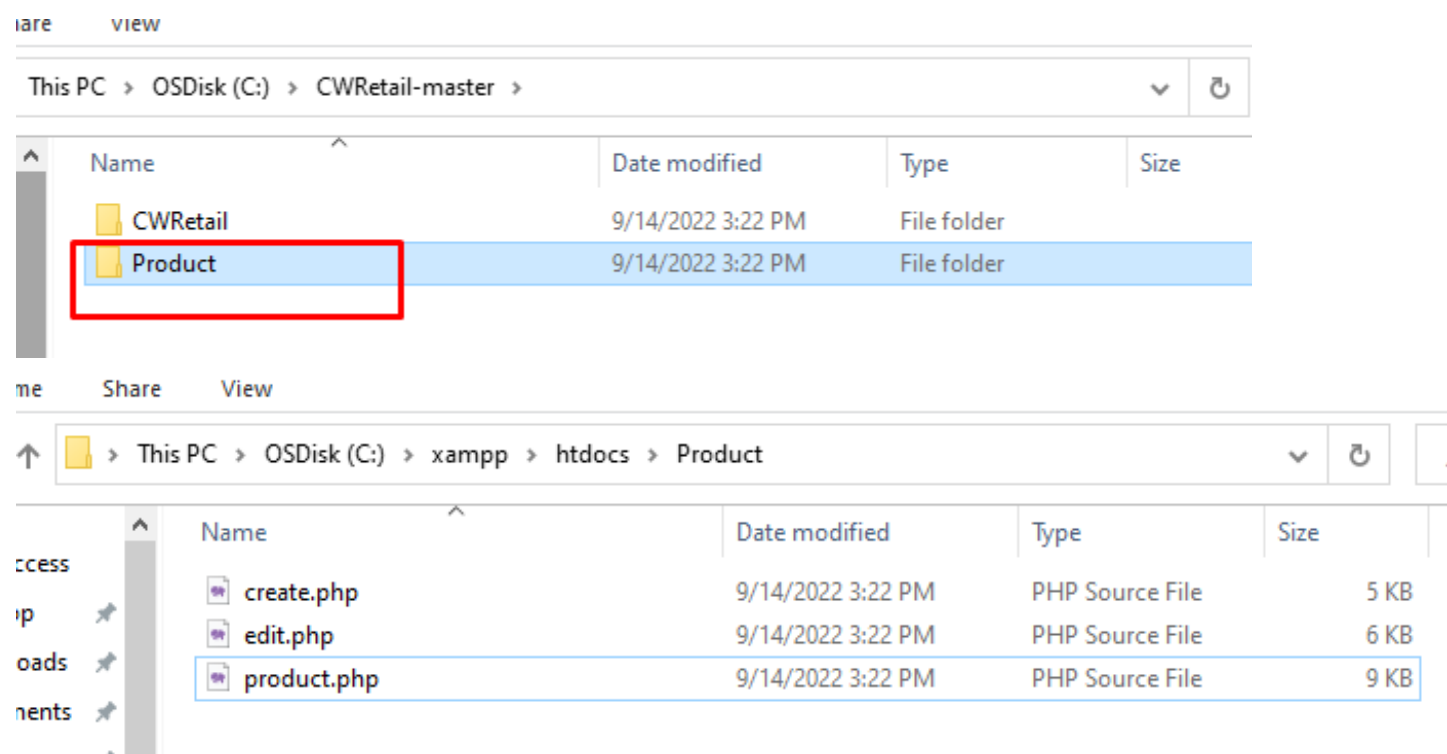 are View
This PC > OSDisk (C:) > CWRetail-master >
Name Date modified Type Size
CWRetail 9/14/2022 3:22 PM File folder
Product 9/14/2022 3:22 PM File folder
me Share View
> This PC > OSDisk (C:) > xampp > htdocs > Product
Name Date modified Type Size
ccess
create.php 9/14/2022 3:22 PM PHP Source File 5 KB
pp
edit.php 9/14/2022 3:22 PM PHP Source File 6 KB
oads
product.php 9/14/2022 3:22 PM PHP Source File 9 KB
nents